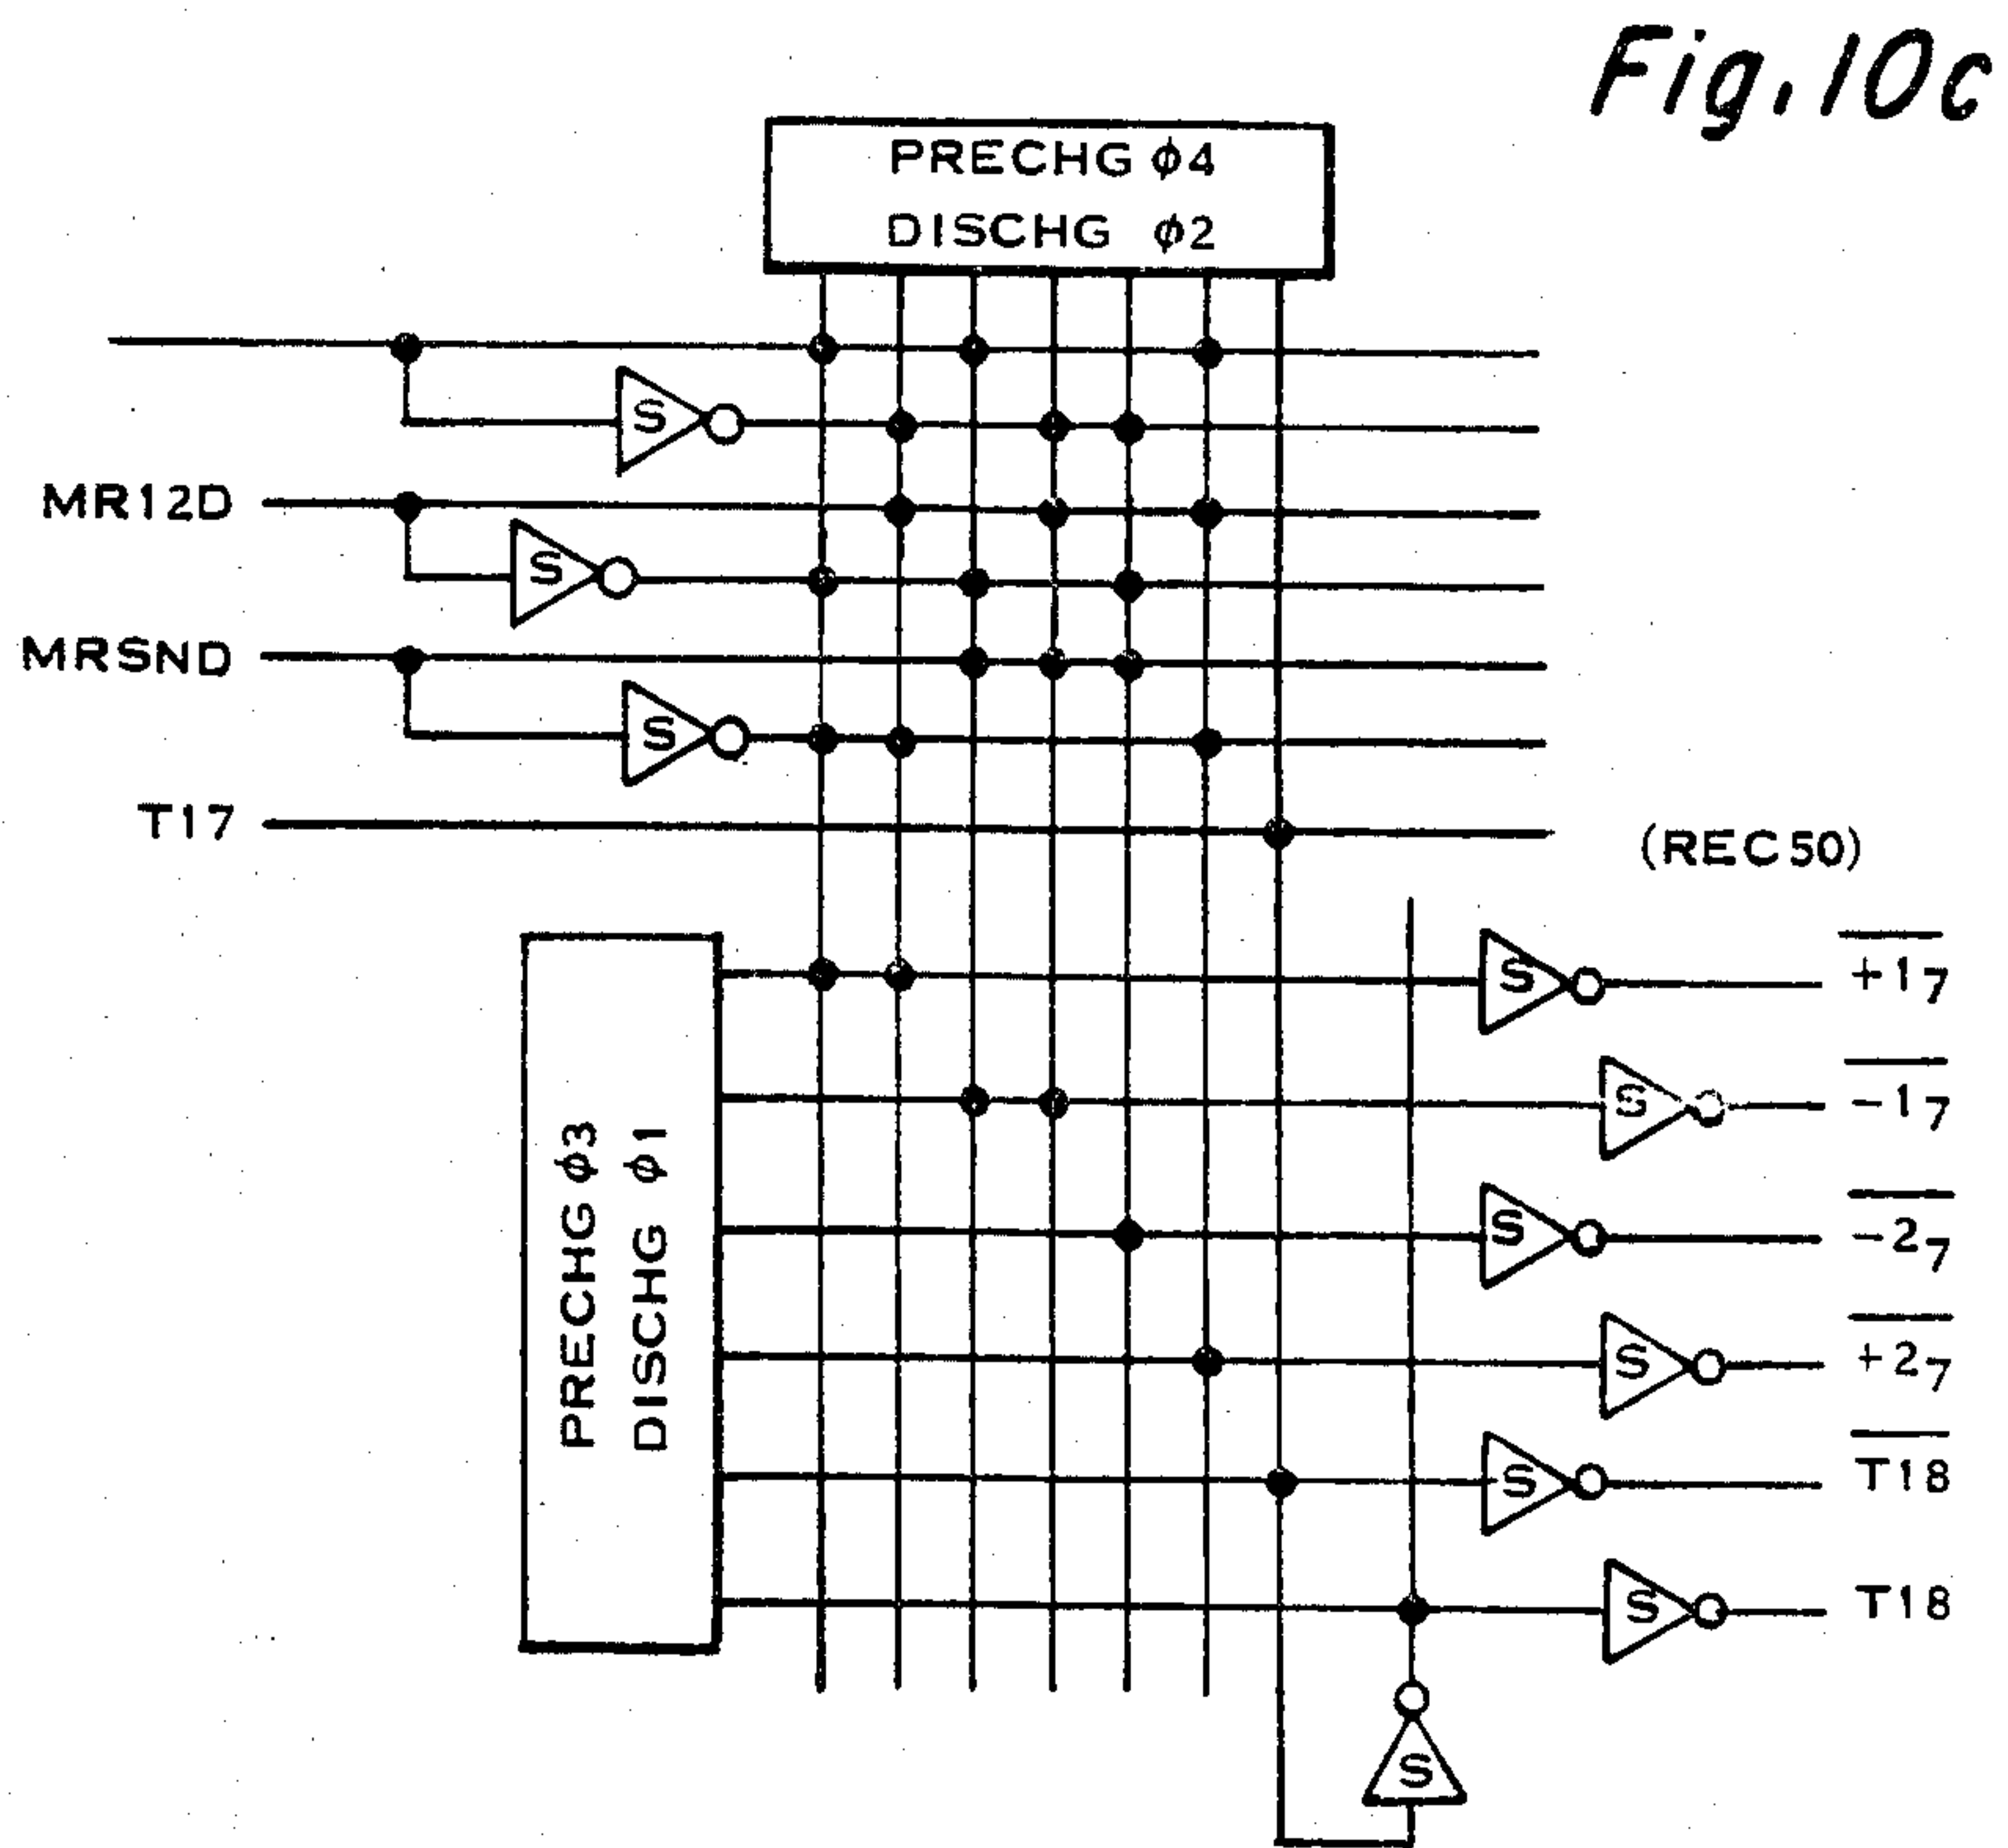 Fig. 10c
PRECHG ϕ4
DISCHG ϕ2
S
MR12D
S
MRSND
S
T17
(REC50)
PRECHG ϕ3
DISCHG ϕ1
S
+1₇
S
-1₇
S
-2₇
S
+2₇
S
T18
S
T18
S